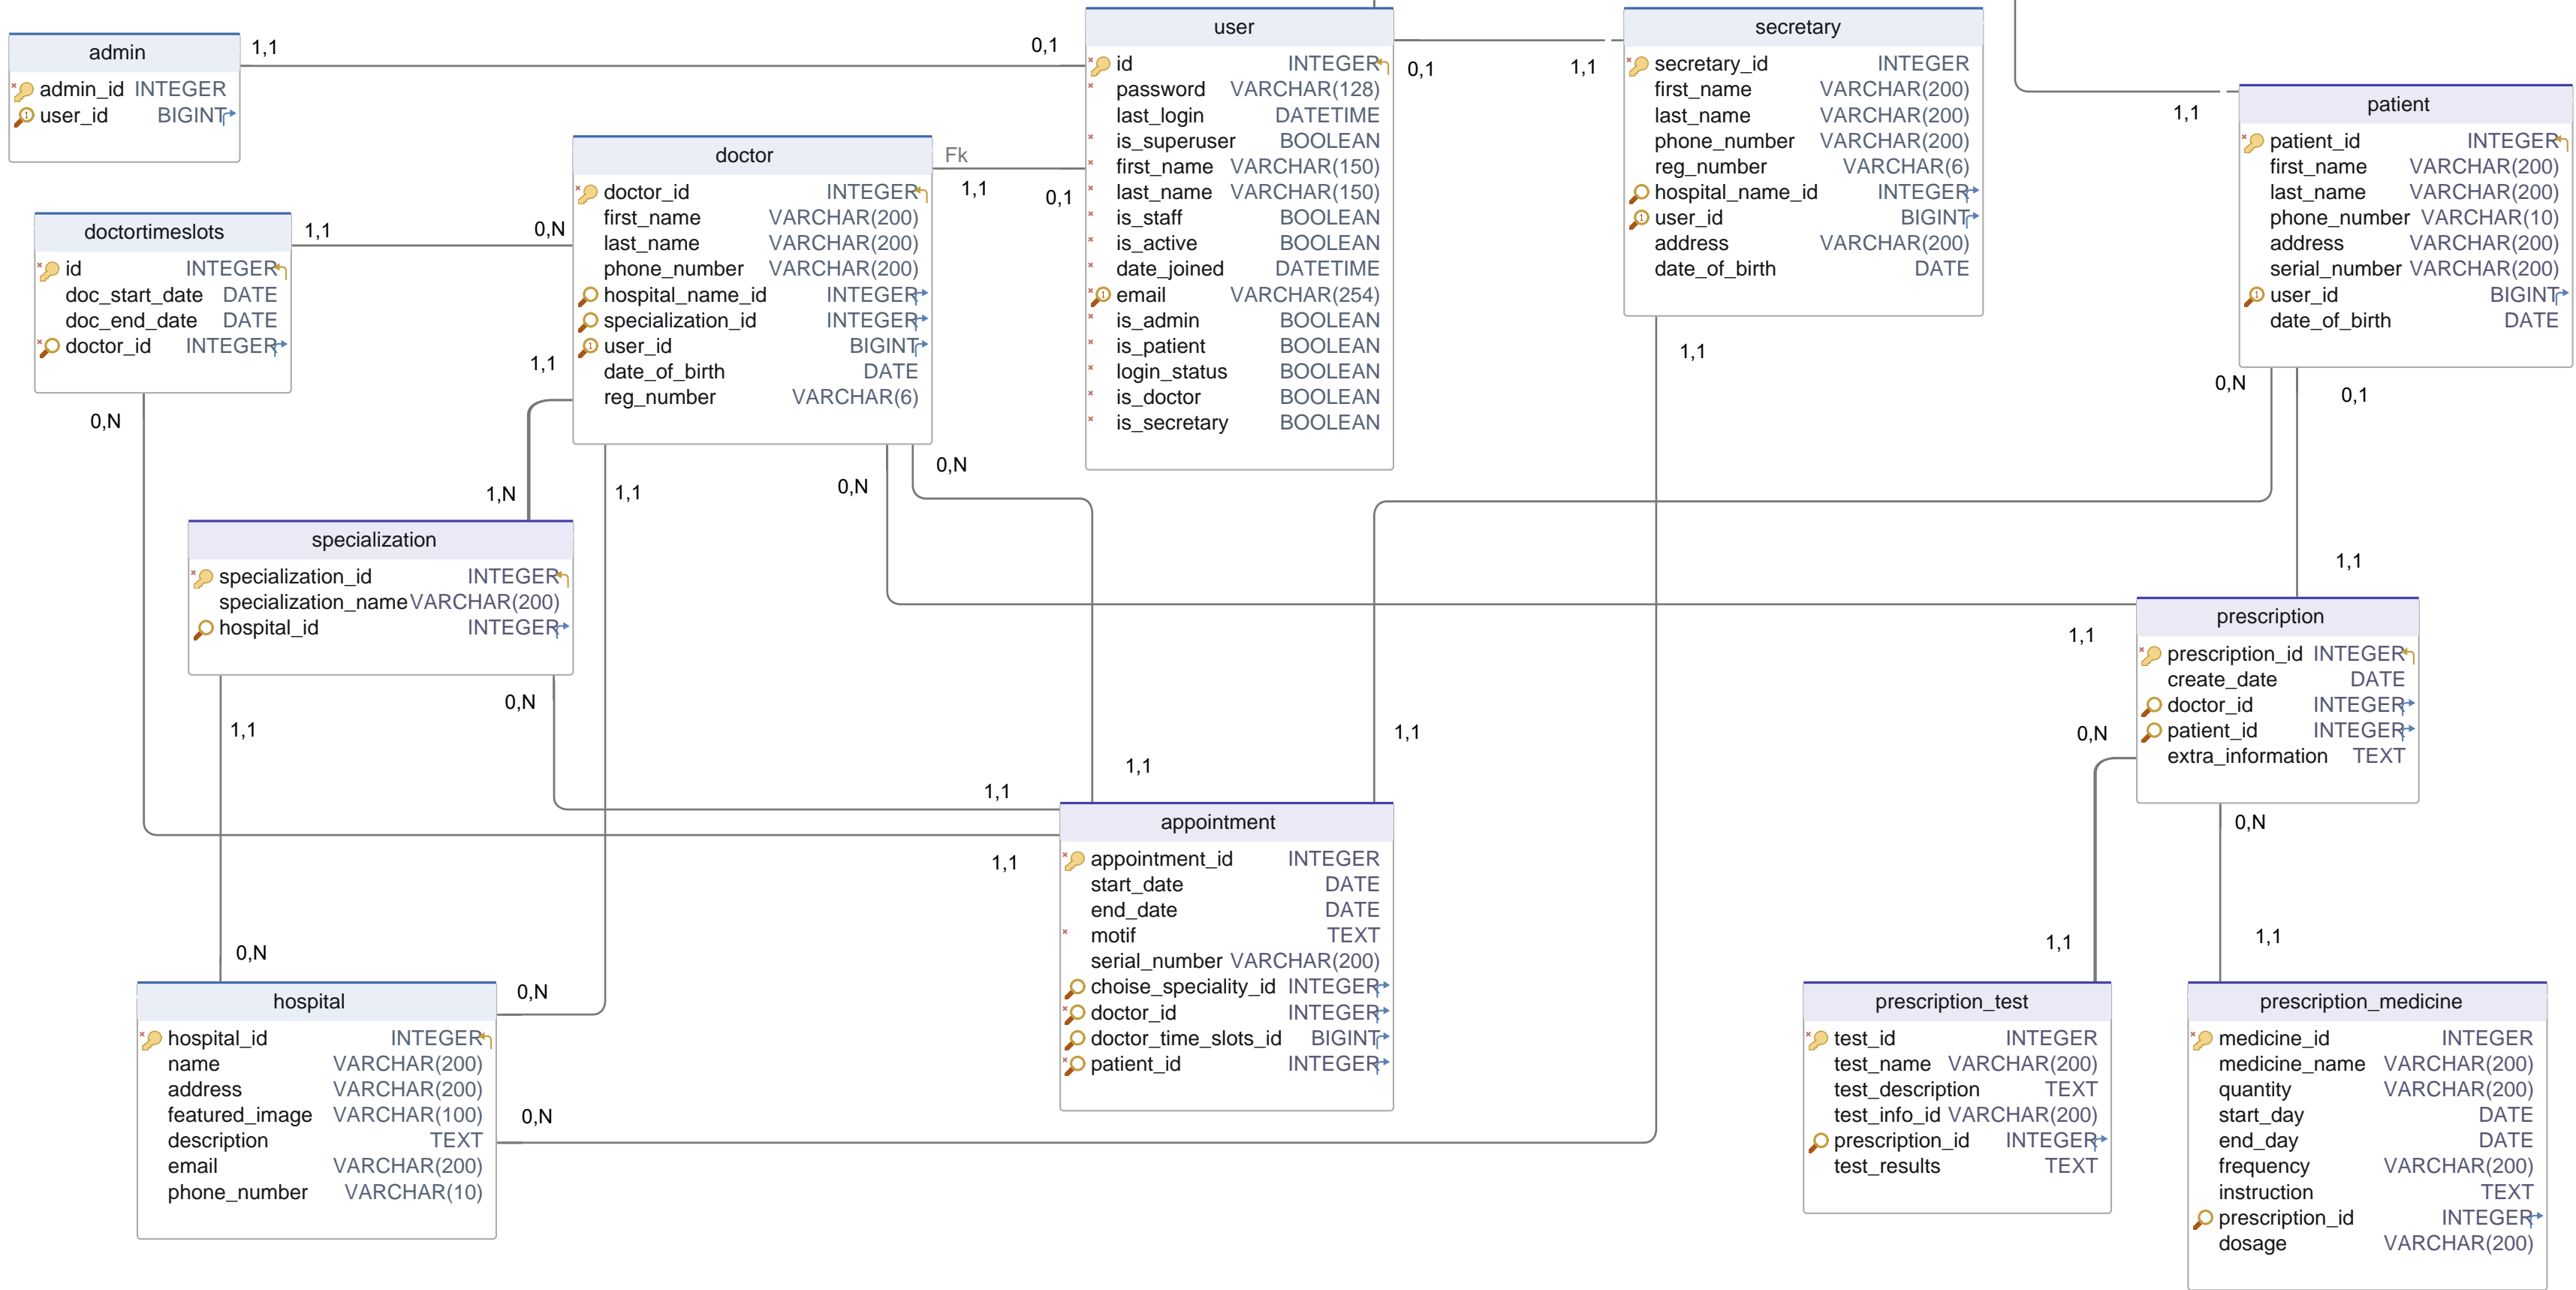 admin
admin_id INTEGER
user_id BIGINT
1,1
0,1
user
id INTEGER
password VARCHAR(128)
last_login DATETIME
is_superuser BOOLEAN
first_name VARCHAR(150)
last_name VARCHAR(150)
is_staff BOOLEAN
is_active BOOLEAN
date_joined DATETIME
email VARCHAR(254)
is_admin BOOLEAN
is_patient BOOLEAN
login_status BOOLEAN
is_doctor BOOLEAN
is_secretary BOOLEAN
0,1
1,1
secretary
secretary_id INTEGER
first_name VARCHAR(200)
last_name VARCHAR(200)
phone_number VARCHAR(200)
reg_number VARCHAR(6)
hospital_name_id INTEGER
user_id BIGINT
address VARCHAR(200)
date_of_birth DATE
1,1
1,1
patient
patient_id INTEGER
first_name VARCHAR(200)
last_name VARCHAR(200)
phone_number VARCHAR(10)
address VARCHAR(200)
serial_number VARCHAR(200)
user_id BIGINT
date_of_birth DATE
0,N
0,1
doctor
doctor_id INTEGER
first_name VARCHAR(200)
last_name VARCHAR(200)
phone_number VARCHAR(200)
hospital_name_id INTEGER
specialization_id INTEGER
user_id BIGINT
date_of_birth DATE
reg_number VARCHAR(6)
Fk
1,1
0,1
doctortimeslots
id INTEGER
doc_start_date DATE
doc_end_date DATE
doctor_id INTEGER
1,1
0,N
0,N
1,1
1,N
1,1
0,N
0,N
specialization
specialization_id INTEGER
specialization_name VARCHAR(200)
hospital_id INTEGER
1,1
0,N
1,1
1,1
1,1
1,1
1,1
1,1
prescription
prescription_id INTEGER
create_date DATE
doctor_id INTEGER
patient_id INTEGER
extra_information TEXT
0,N
0,N
appointment
appointment_id INTEGER
start_date DATE
end_date DATE
motif TEXT
serial_number VARCHAR(200)
choise_speciality_id INTEGER
doctor_id INTEGER
doctor_time_slots_id BIGINT
patient_id INTEGER
0,N
0,N
0,N
hospital
hospital_id INTEGER
name VARCHAR(200)
address VARCHAR(200)
featured_image VARCHAR(100)
description TEXT
email VARCHAR(200)
phone_number VARCHAR(10)
1,1
1,1
prescription_test
test_id INTEGER
test_name VARCHAR(200)
test_description TEXT
test_info_id VARCHAR(200)
prescription_id INTEGER
test_results TEXT
prescription_medicine
medicine_id INTEGER
medicine_name VARCHAR(200)
quantity VARCHAR(200)
start_day DATE
end_day DATE
frequency VARCHAR(200)
instruction TEXT
prescription_id INTEGER
dosage VARCHAR(200)